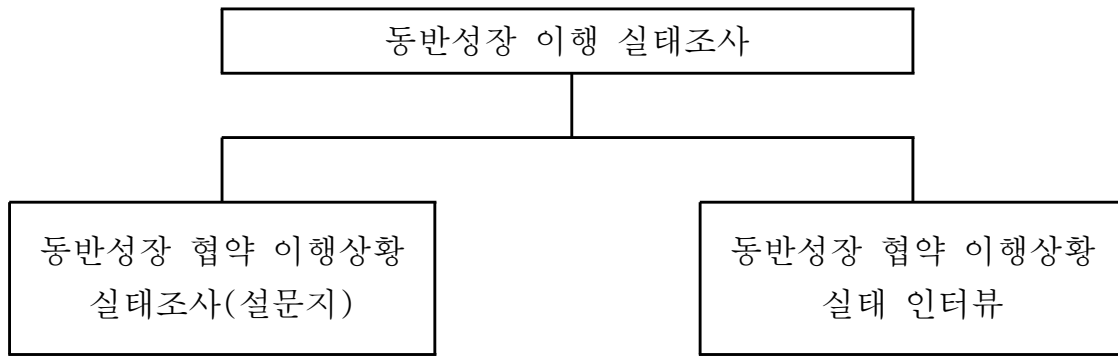 동반성장 이행 실태조사
동반성장 협약 이행상황
실태조사(설문지)
동반성장 협약 이행상황
실태 인터뷰